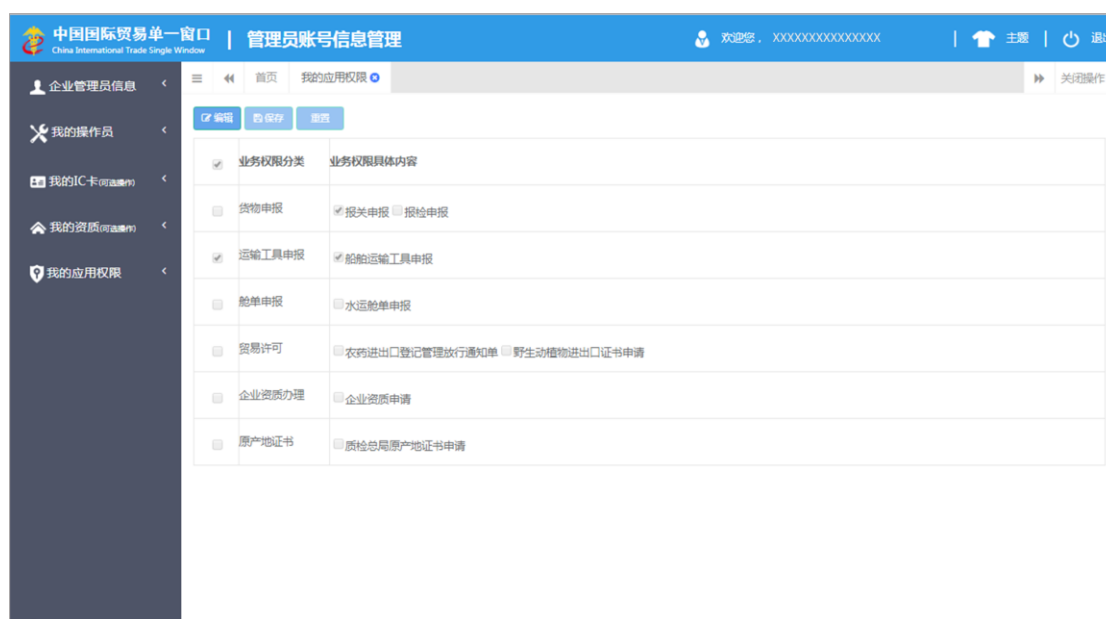 中国国际贸易单一窗口 | 管理员账号信息管理 欢迎您， XXXXXXXXXXXXXXX | 主题 | 退出
China International Trade Single Window
企业管理员信息
我的操作员
我的IC卡(可选操作)
我的资质(可选操作)
我的应用权限
首页 我的应用权限 关闭操作
编辑 保存 重置
业务权限分类 业务权限具体内容
货物申报 报关申报 报检申报
运输工具申报 船舶运输工具申报
舱单申报 水运舱单申报
贸易许可 农药进出口登记管理放行通知单 野生动植物进出口证书申请
企业资质办理 企业资质申请
原产地证书 质检总局原产地证书申请